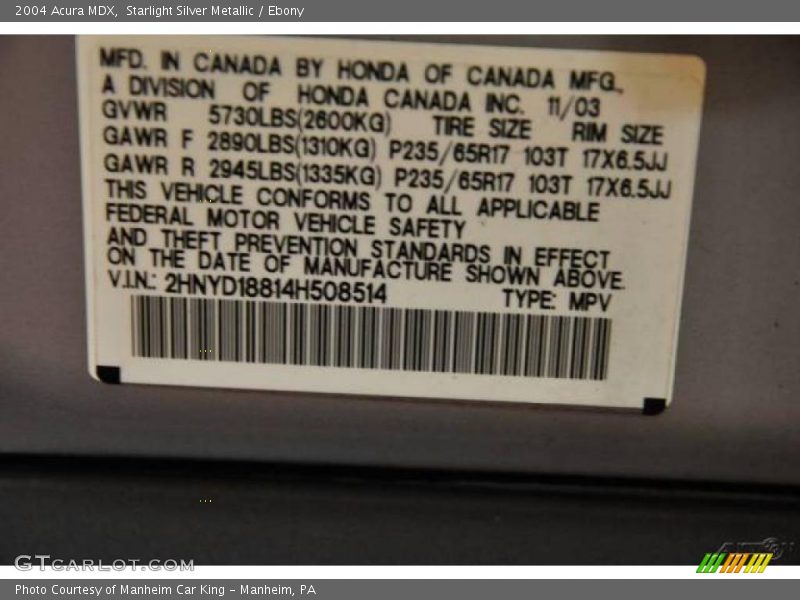 2004 Acura MDX,  Starlight Silver Metallic / Ebony
MFD. IN CANADA BY HONDA OF CANADA MFG.,
A DIVISION OF HONDA CANADA INC. 11/03
GVWR 5730LBS(2600KG) TIRE SIZE RIM SIZE
GAWR F 2890LBS(1310KG) P235/65R17 103T 17X6.5JJ
GAWR R 2945LBS(1335KG) P235/65R17 103T 17X6.5JJ
THIS VEHICLE CONFORMS TO ALL APPLICABLE
FEDERAL MOTOR VEHICLE SAFETY
AND THEFT PREVENTION STANDARDS IN EFFECT
ON THE DATE OF MANUFACTURE SHOWN ABOVE.
V.I.N.: 2HNYD18814H508514 TYPE: MPV
GTCARLOT.COM
Photo Courtesy of Manheim Car King - Manheim, PA